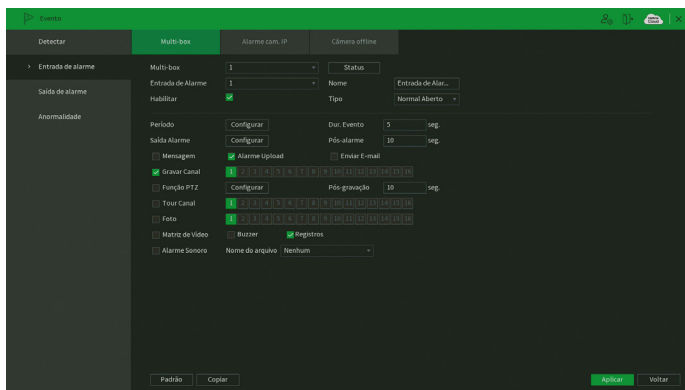 Evento
Detectar
Multi-box
Alarme cam. IP
Câmera offline
Entrada de alarme
Saída de alarme
Anormalidade
Multi-box 1 Status
Entrada de Alarme 1 Nome Entrada de Alar...
Habilitar Tipo Normal Aberto
Período Configurar Dur. Evento 5 seg.
Saída Alarme Configurar Pós-alarme 10 seg.
Mensagem Alarme Upload Enviar E-mail
Gravar Canal 1 2 3 4 5 6 7 8 9 10 11 12 13 14 15 16
Função PTZ Configurar Pós-gravação 10 seg.
Tour Canal 1 2 3 4 5 6 7 8 9 10 11 12 13 14 15 16
Foto 1 2 3 4 5 6 7 8 9 10 11 12 13 14 15 16
Matriz de Vídeo Buzzer Registros
Alarme Sonoro Nome do arquivo Nenhum
Padrão Copiar Aplicar Voltar